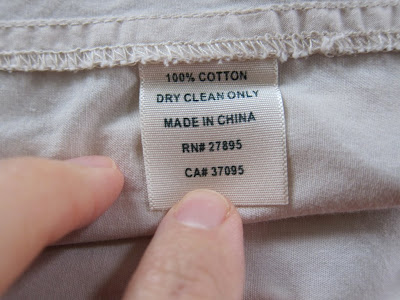 100% COTTON
DRY CLEAN ONLY
MADE IN CHINA
RN# 27895
CA# 37095